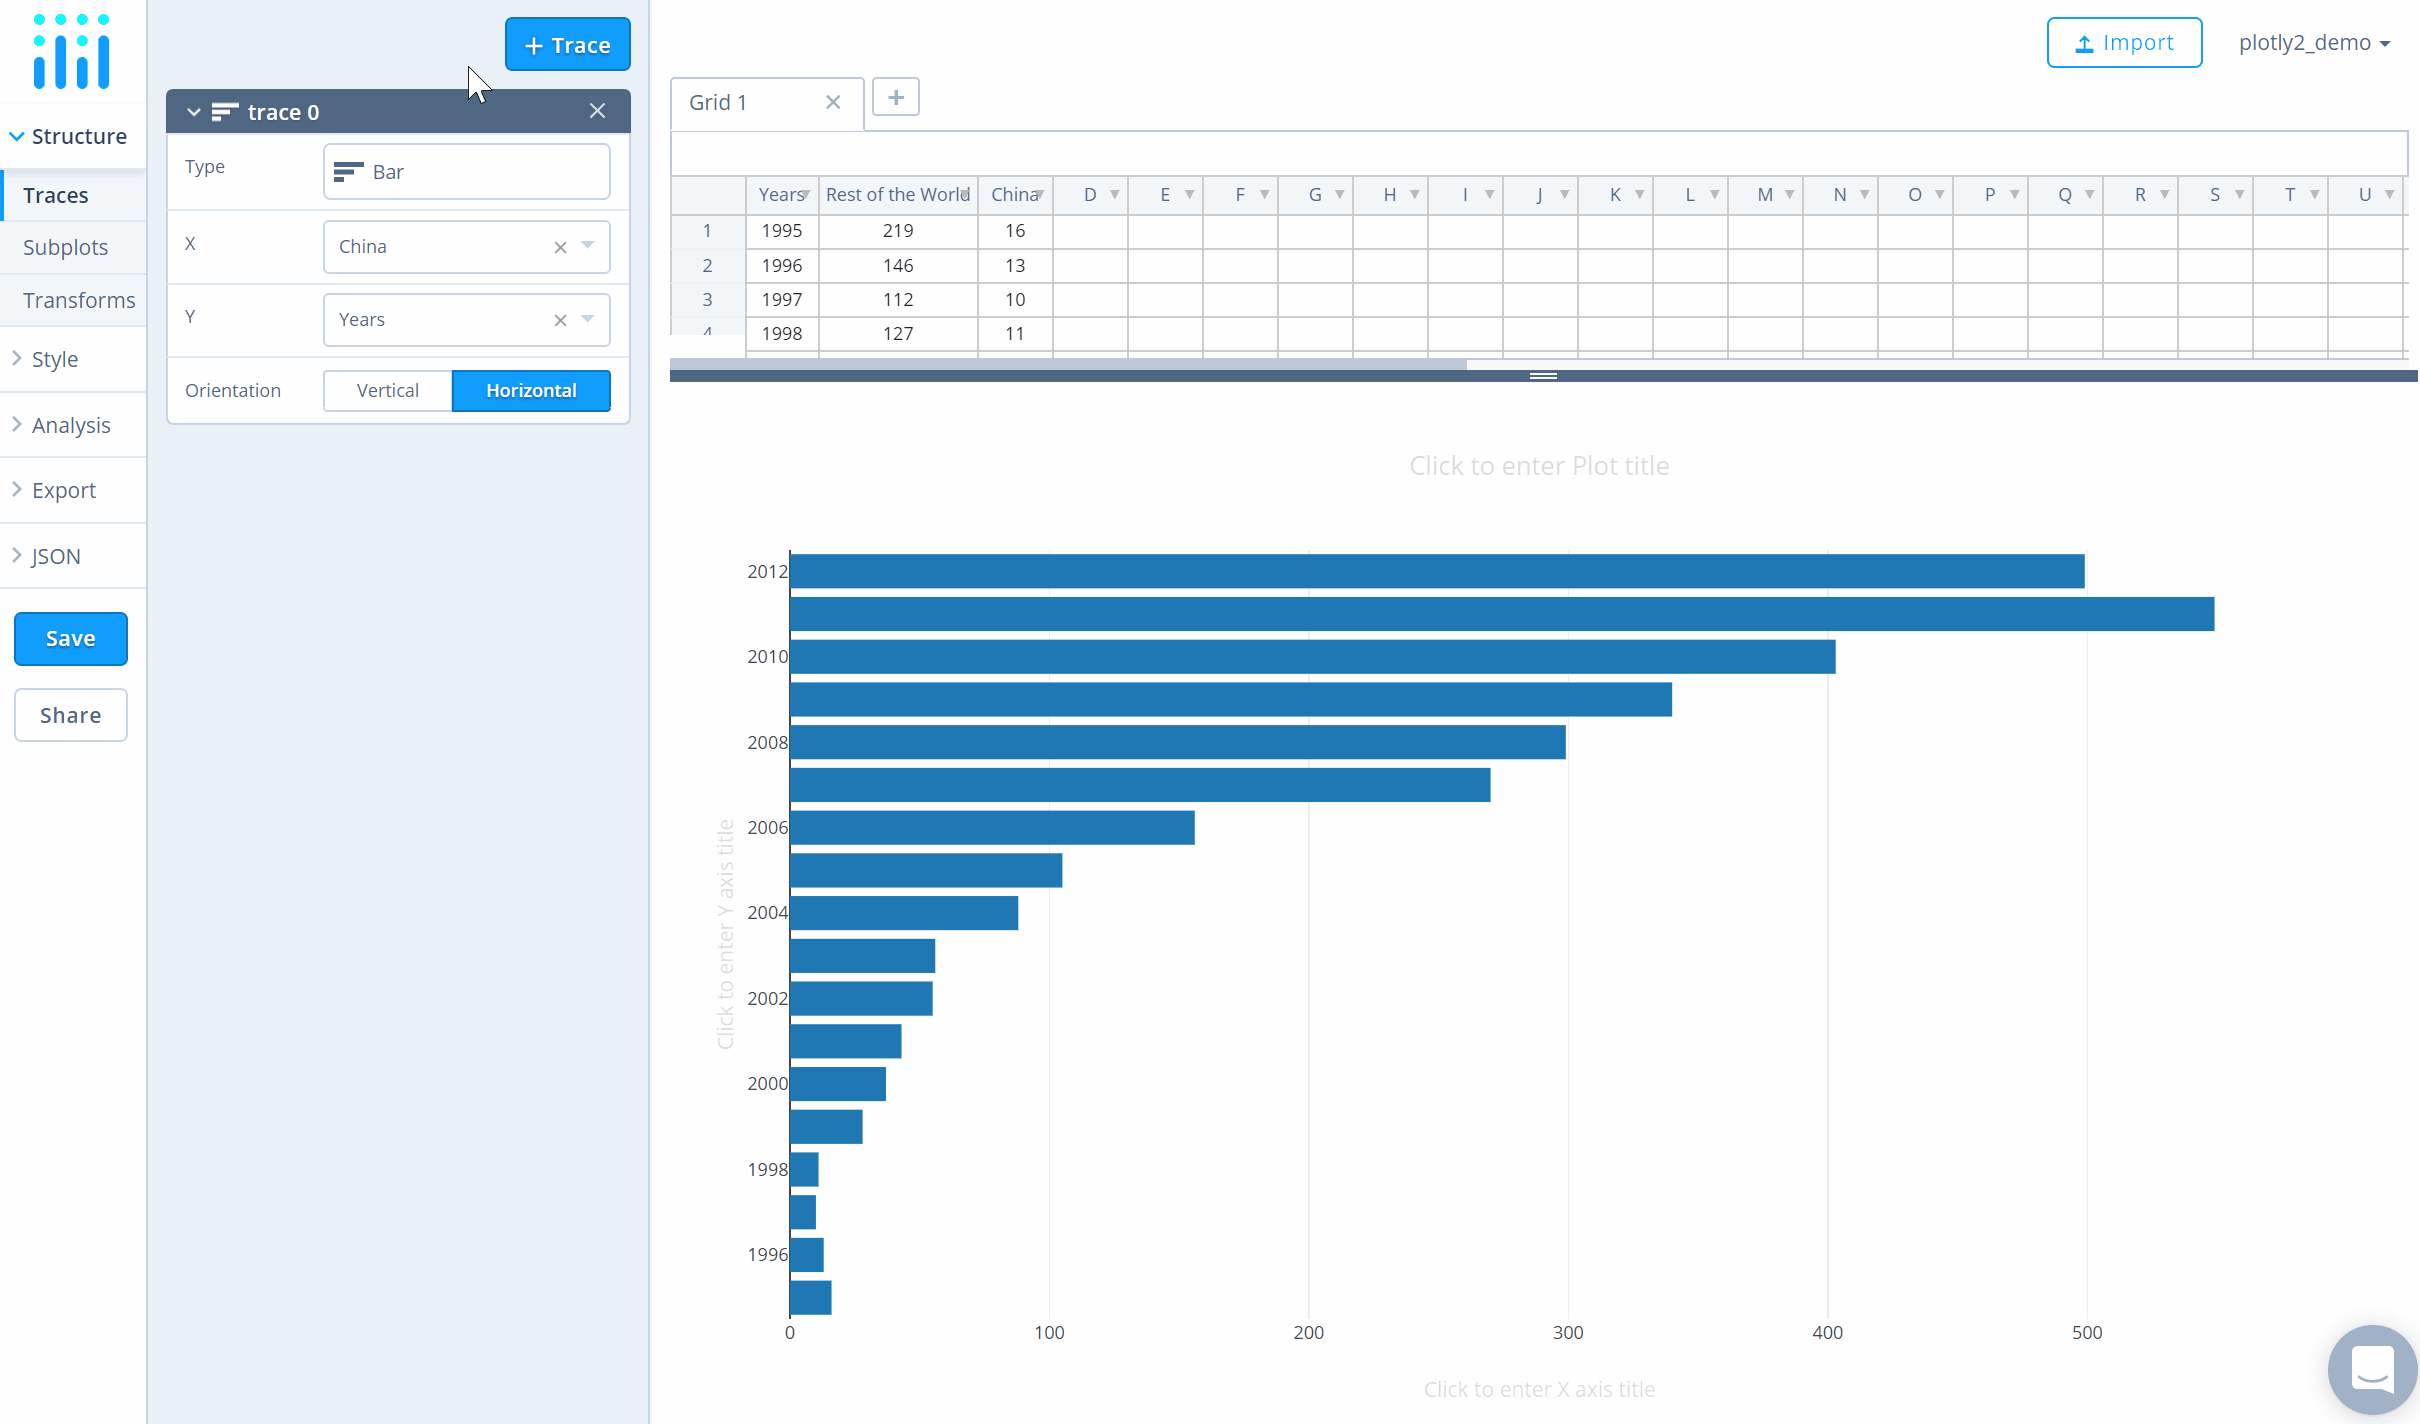 + Trace
Import
plotly2_demo
Structure
Traces
Subplots
Transforms
Style
Analysis
Export
JSON
Save
Share
trace 0
Type
Bar
X
China
Y
Years
Orientation
Vertical
Horizontal
Grid 1
+
Years Rest of the World China D E F G H I J K L M N O P Q R S T U
1 1995 219 16
2 1996 146 13
3 1997 112 10
4 1998 127 11
Click to enter Plot title
Click to enter Y axis title
2012
2010
2008
2006
2004
2002
2000
1998
1996
0 100 200 300 400 500
Click to enter X axis title